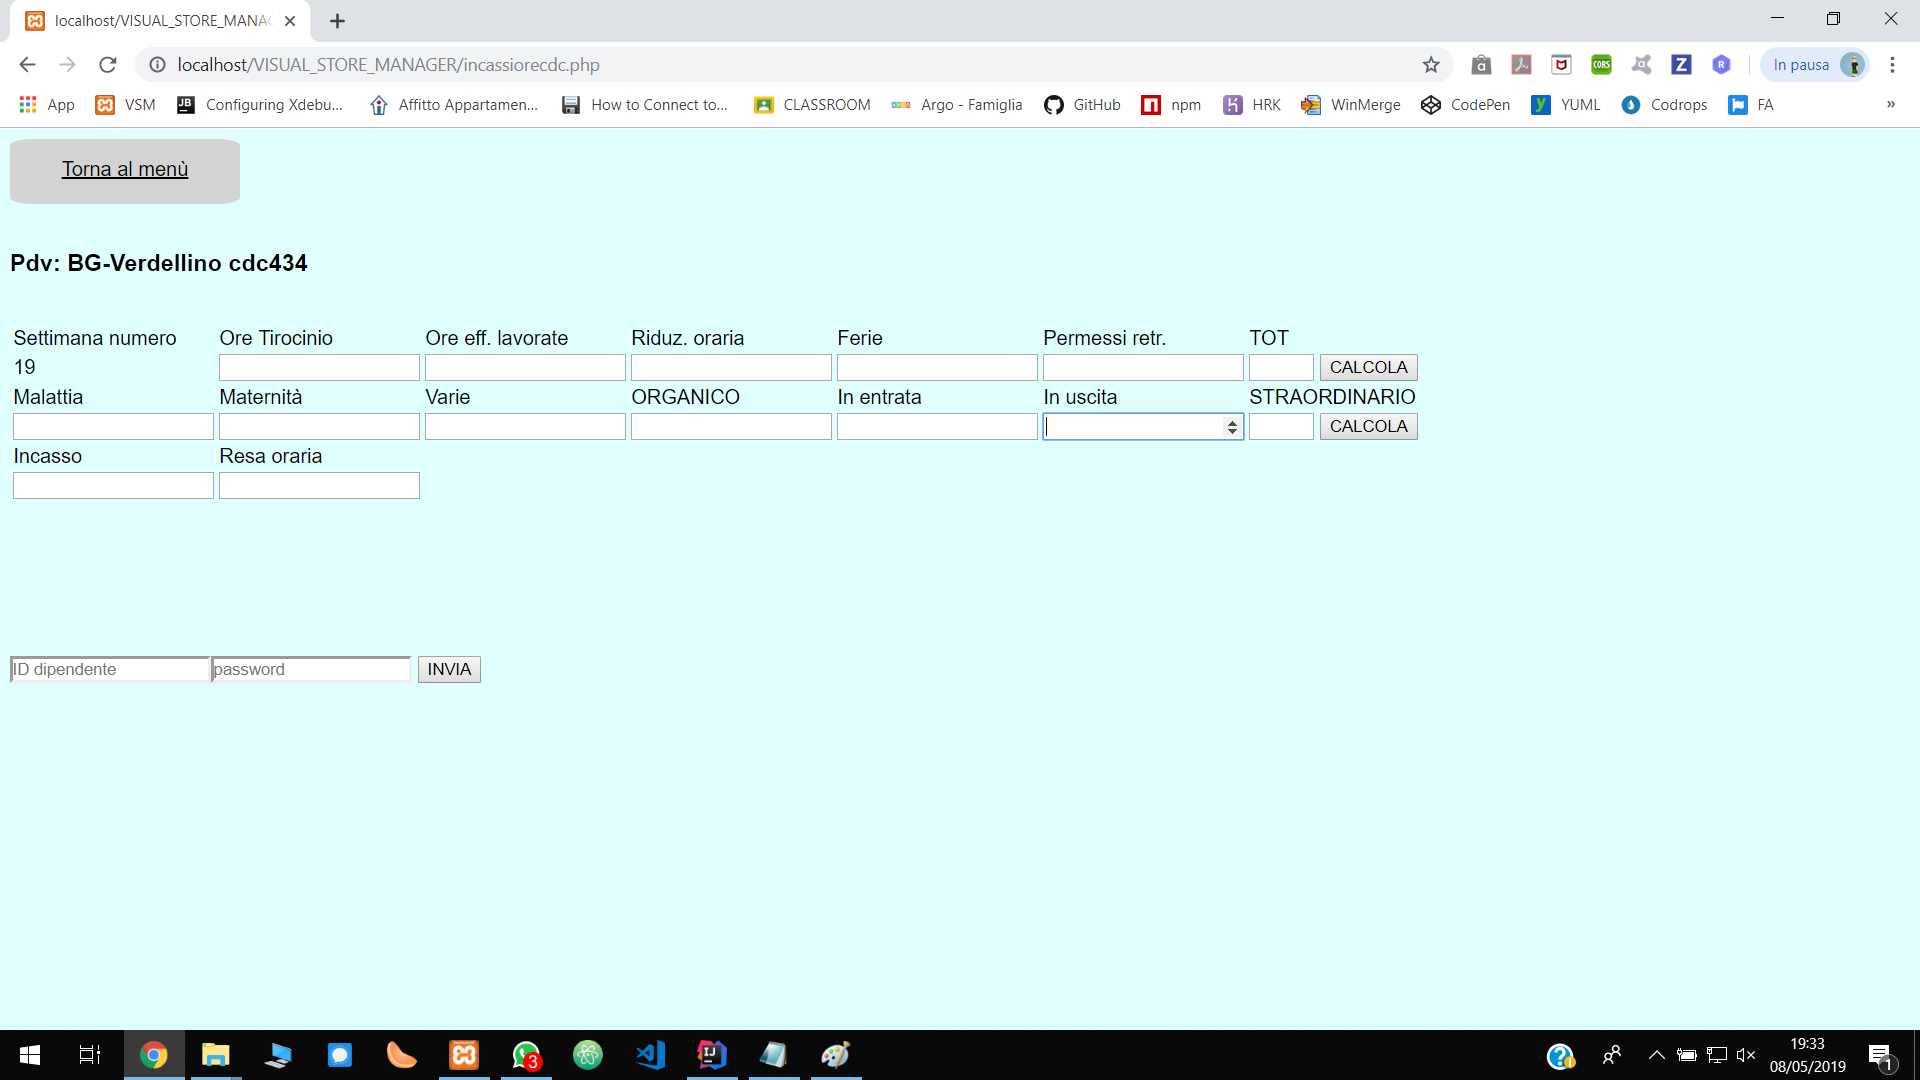 localhost/VISUAL_STORE_MANA
localhost/VISUAL_STORE_MANAGER/incassiorecdc.php
In pausa
App VSM Configuring Xdebu... Affitto Appartamen... How to Connect to... CLASSROOM Argo - Famiglia GitHub npm HRK WinMerge CodePen YUML Codrops FA »
Torna al menù
Pdv: BG-Verdellino cdc434
Settimana numero Ore Tirocinio Ore eff. lavorate Riduz. oraria Ferie Permessi retr. TOT
19 CALCOLA
Malattia Maternità Varie ORGANICO In entrata In uscita STRAORDINARIO
CALCOLA
Incasso Resa oraria
ID dipendente password INVIA
3
19:33
08/05/2019
1